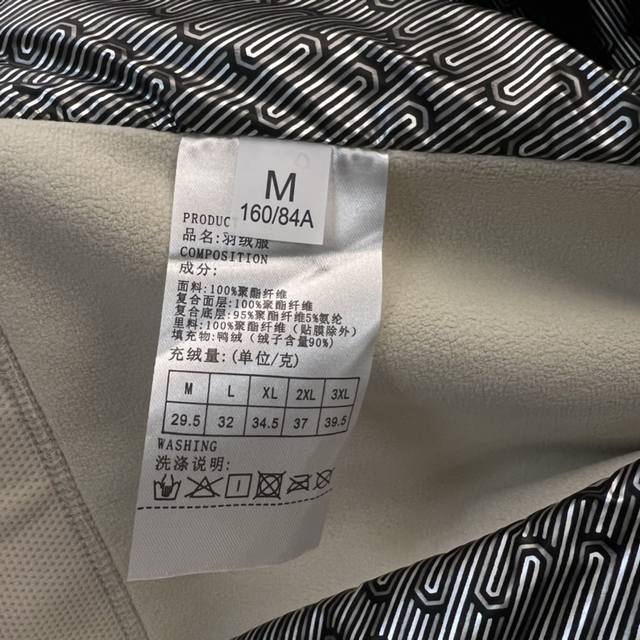 M
160/84A
PRODUC
品名:羽绒服
COMPOSITION
成分:
面料:100%聚酯纤维
复合面层:100%聚酯纤维
复合底层:95%聚酯纤维5%氨纶
里料:100%聚酯纤维(贴膜除外)
填充物:鸭绒(绒子含量90%)
充绒量:(单位/克)
M L XL 2XL 3XL
29.5 32 34.5 37 39.5
WASHING
洗涤说明: